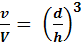 v/V = (d/h)³